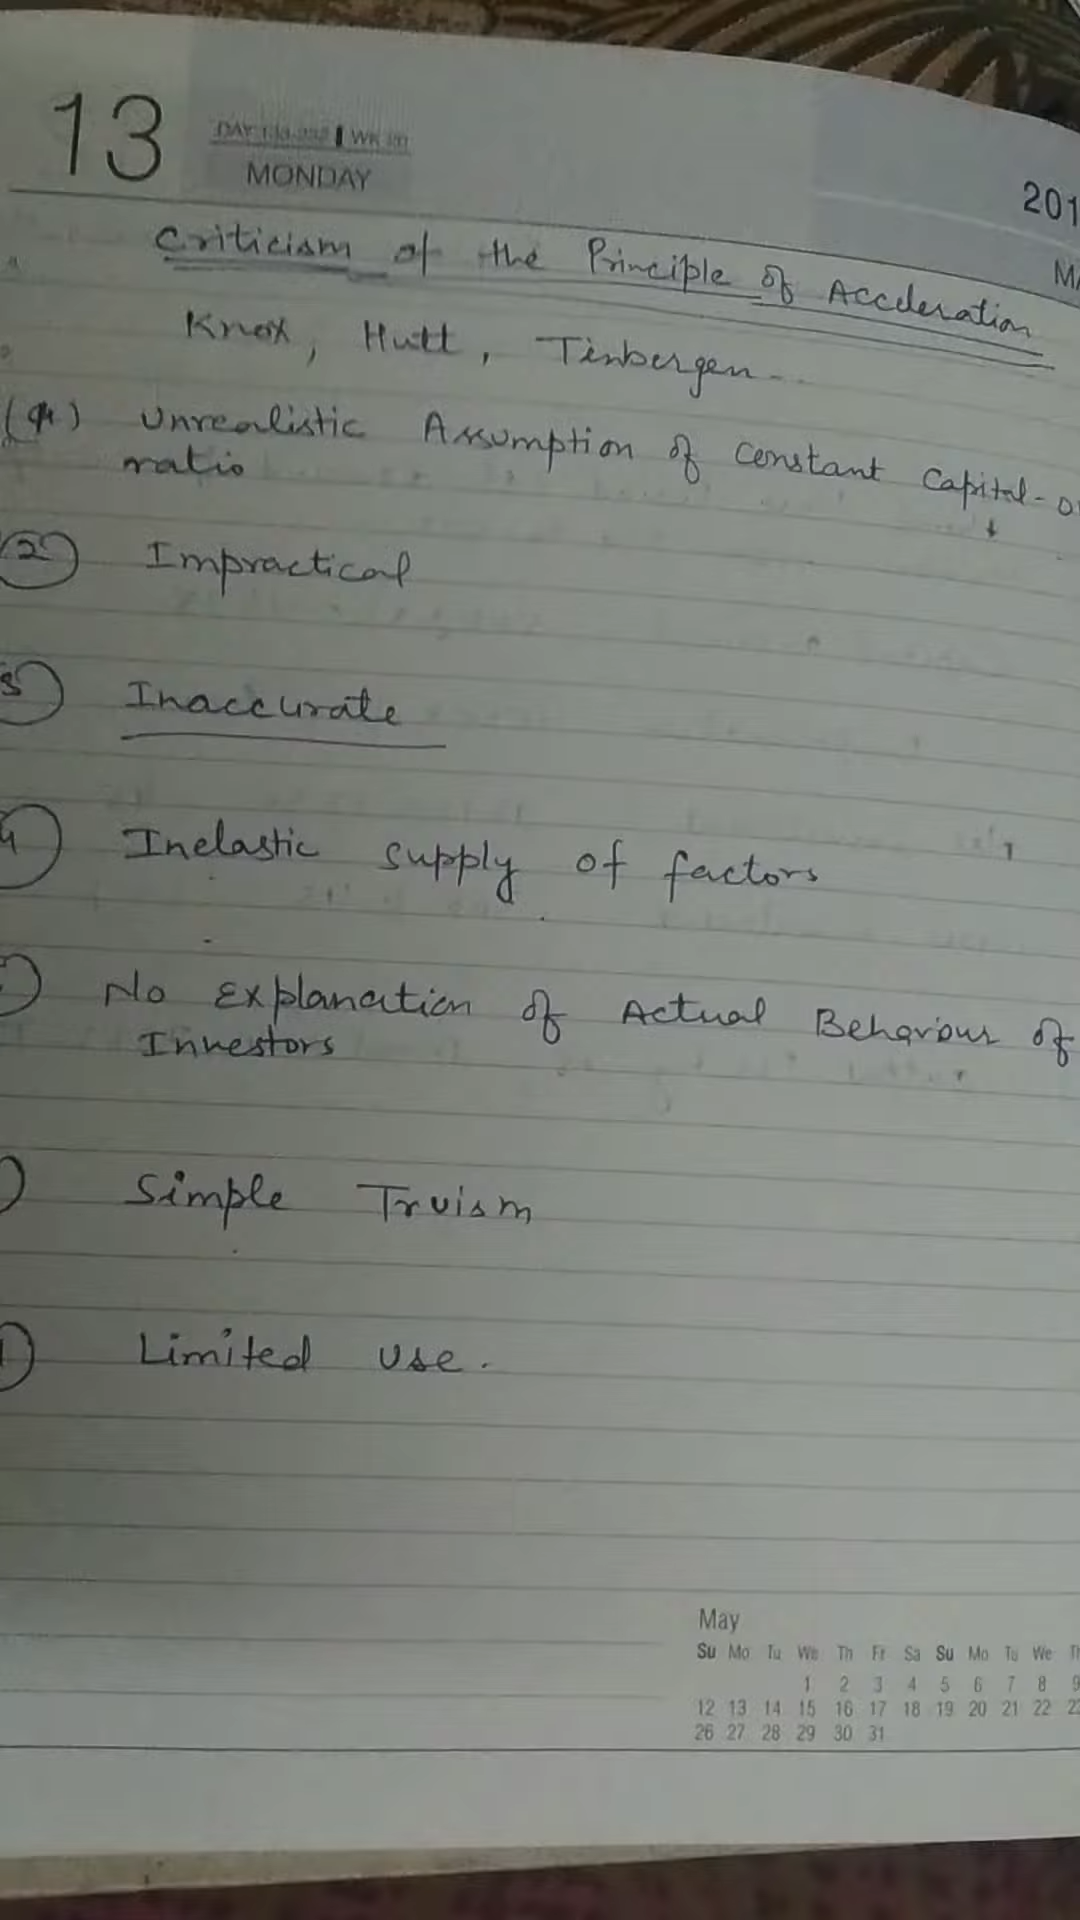 13
MONDAY
201
Criticism of the Principle of Acceleration
Knox, Hutt, Tinbergen...
Unrealistic Assumption of constant Capital-
ratio
2 Impractical
3 Inaccurate
4 Inelastic supply of factors
No Explanation of Actual Behaviour of
Investors
Simple Truism
Limited use.
May
Su Mo Tu We Th Fr Sa Su Mo Tu We
1 2 3 4 5 6 7 8 9
12 13 14 15 16 17 18 19 20 21 22
26 27 28 29 30 31